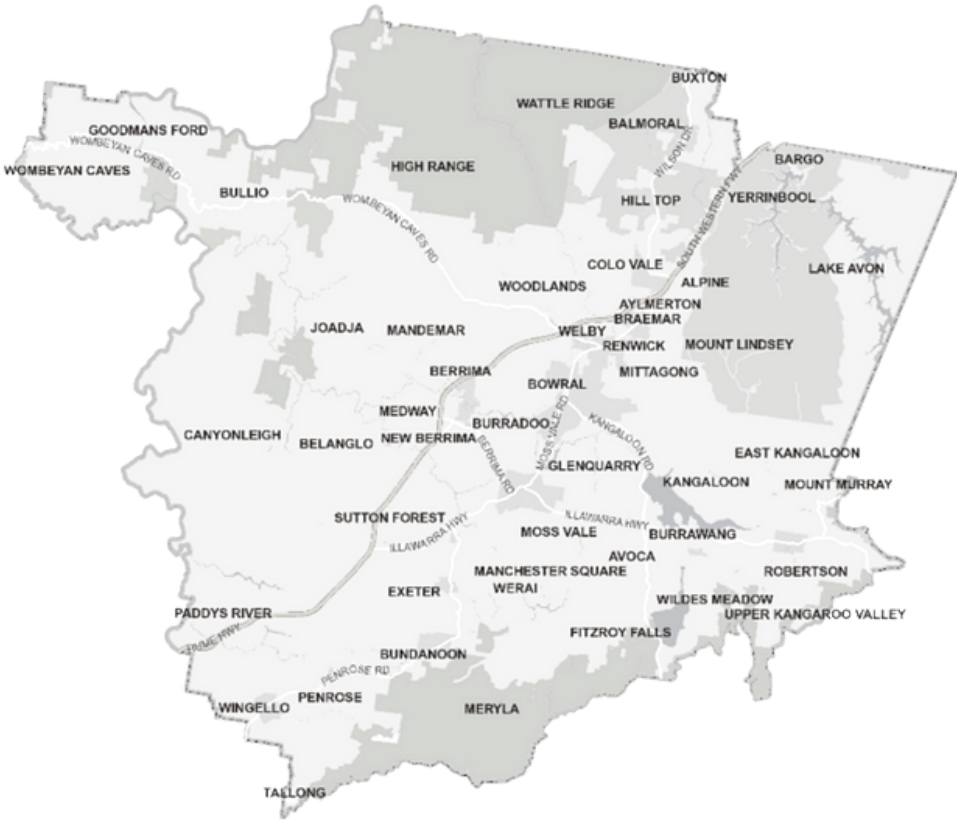 BUXTON
WATTLE RIDGE
BALMORAL
GOODMANS FORD
WOMBEYAN CAVES RD
WILSON DR
BARGO
WOMBEYAN CAVES
HIGH RANGE
BULLIO
WOMBEYAN CAVES RD
HILL TOP
YERRINBOOL
SOUTH WESTERN FWY
COLO VALE
LAKE AVON
WOODLANDS
ALPINE
AYLMERTON
BRAEMAR
JOADJA
MANDEMAR
WELBY
RENWICK
MOUNT LINDSEY
BERRIMA
MITTAGONG
BOWRAL
MEDWAY
BURRADOO
MOSS VALE RD
KANGALOON RD
CANYONLEIGH
BELANGLO
NEW BERRIMA
BERRIMA RD
EAST KANGALOON
GLENQUARRY
KANGALOON
MOUNT MURRAY
SUTTON FOREST
ILLAWARRA HWY
ILLAWARRA HWY
MOSS VALE
BURRAWANG
AVOCA
MANCHESTER SQUARE
ROBERTSON
EXETER
WERAI
WILDES MEADOW
PADDYS RIVER
UPPER KANGAROO VALLEY
HUME HWY
FITZROY FALLS
BUNDANOON
PENROSE RD
PENROSE
WINGELLO
MERYLA
TALLONG